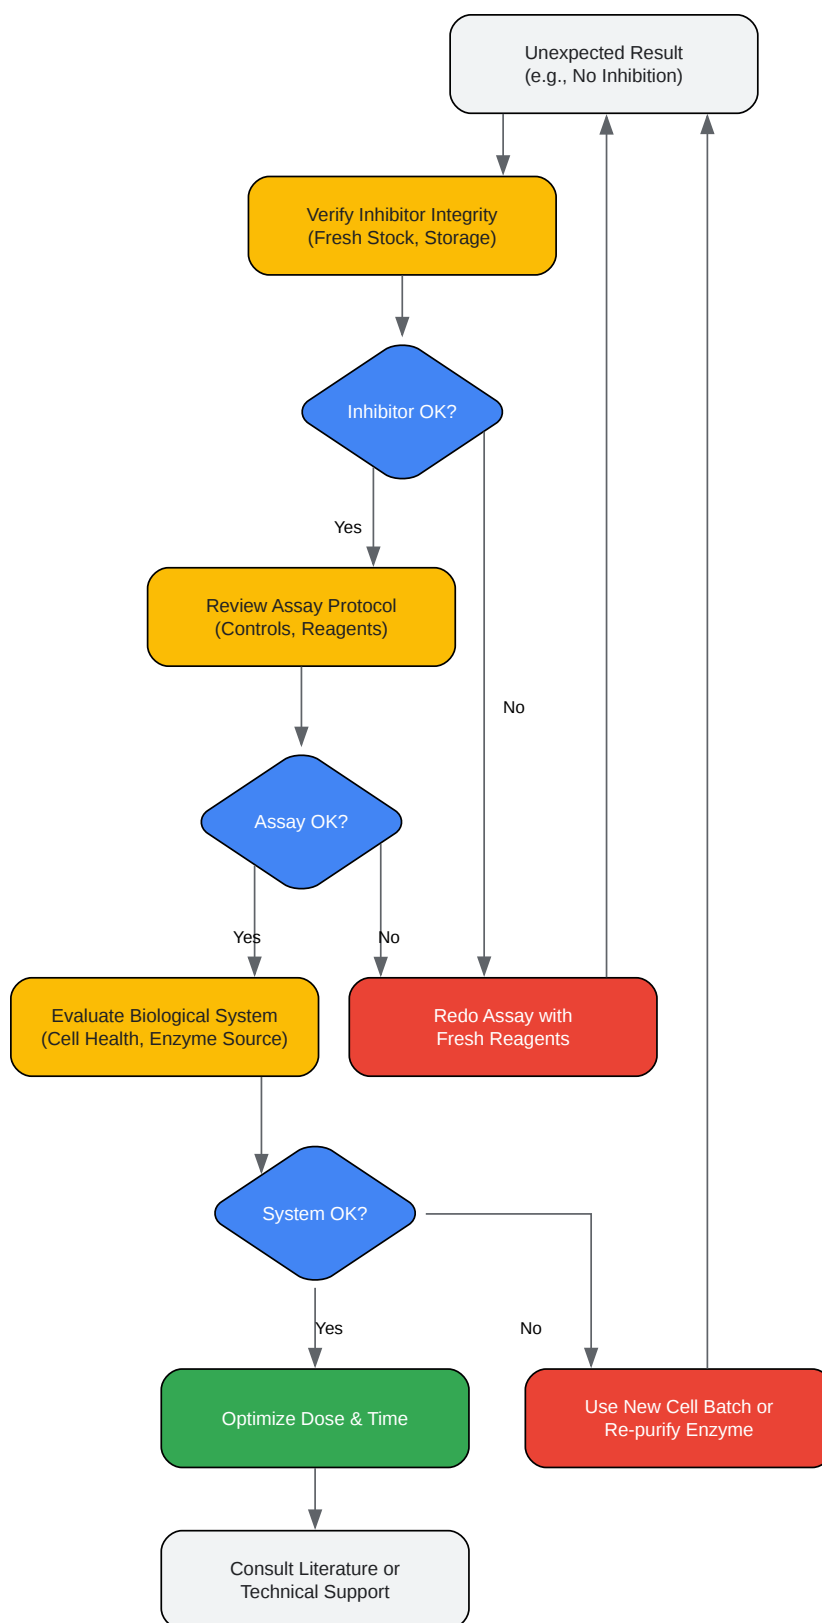 Unexpected Result
(e.g., No Inhibition)
Verify Inhibitor Integrity
(Fresh Stock, Storage)
Inhibitor OK?
Yes
Review Assay Protocol
(Controls, Reagents)
No
Assay OK?
Yes
No
Evaluate Biological System
(Cell Health, Enzyme Source)
Redo Assay with
Fresh Reagents
System OK?
Yes
No
Optimize Dose & Time
Use New Cell Batch or
Re-purify Enzyme
Consult Literature or
Technical Support